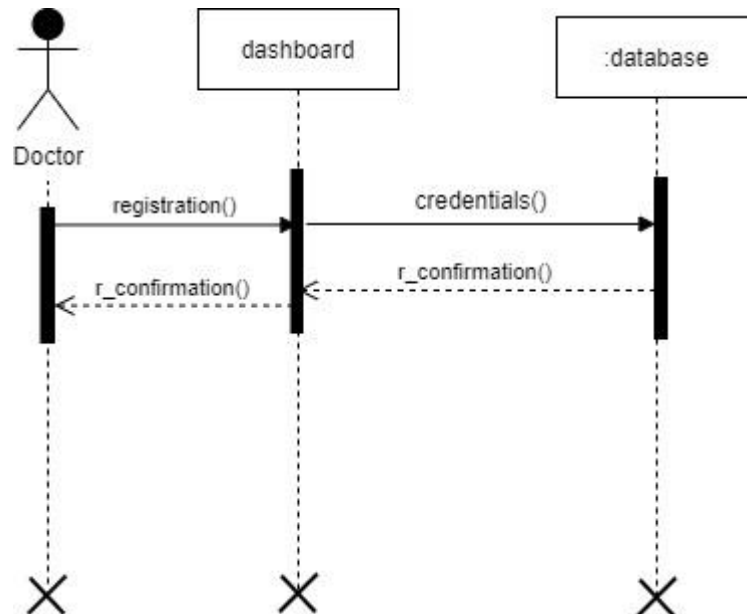 dashboard
:database
Doctor
registration()
credentials()
r_confirmation()
r_confirmation()